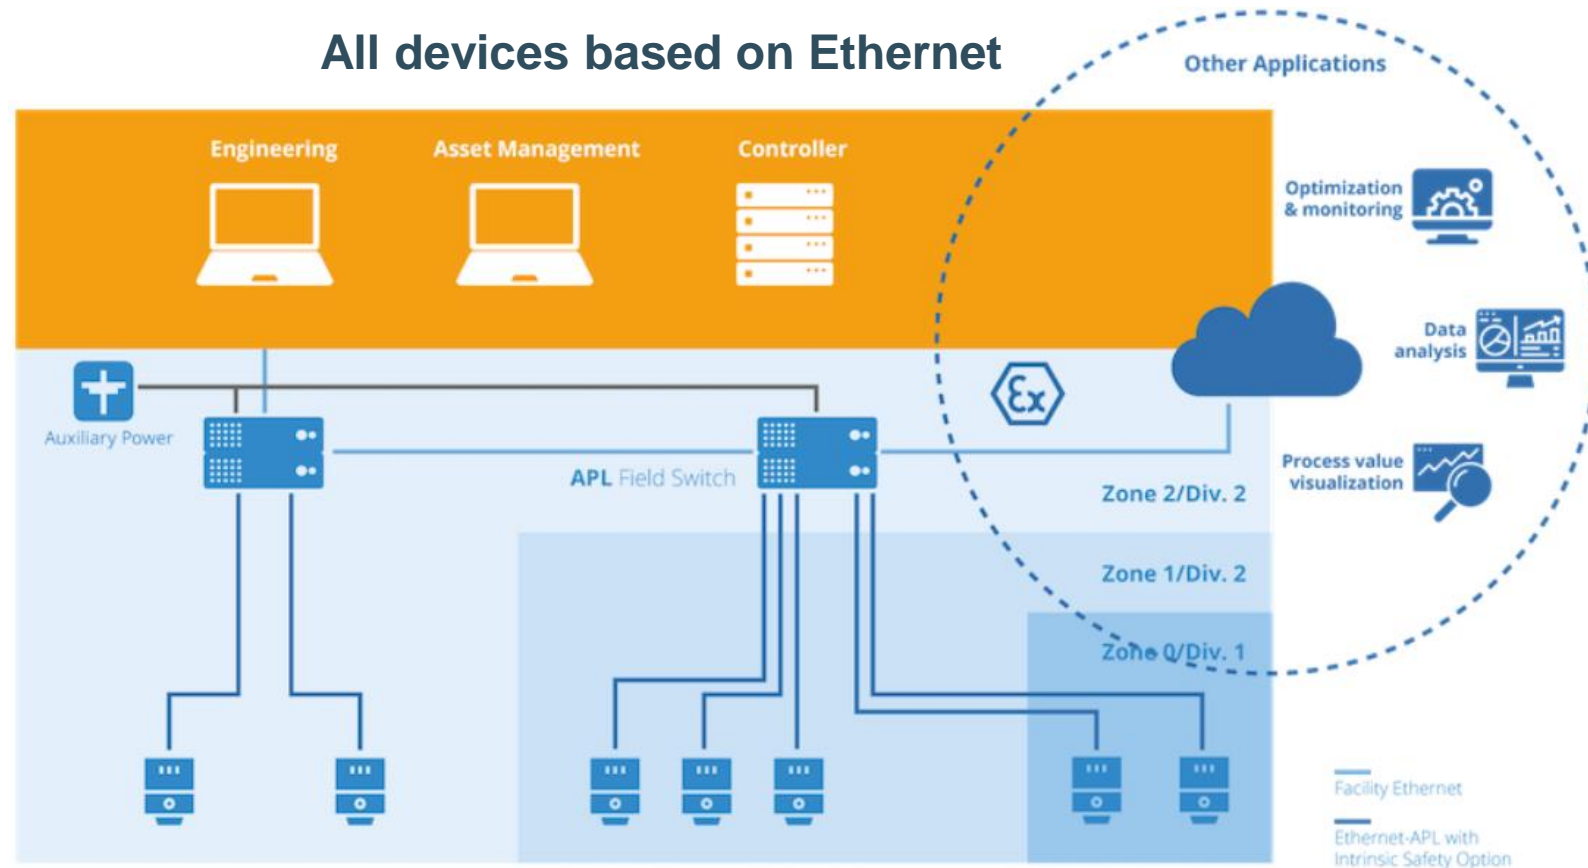 All devices based on Ethernet
Other Applications
Engineering
Asset Management
Controller
Optimization
& monitoring
Data
analysis
Process value
visualization
Auxiliary Power
Ex
APL Field Switch
Zone 2/Div. 2
Zone 1/Div. 2
Zone 0/Div. 1
Facility Ethernet
Ethernet-APL with
Intrinsic Safety Option